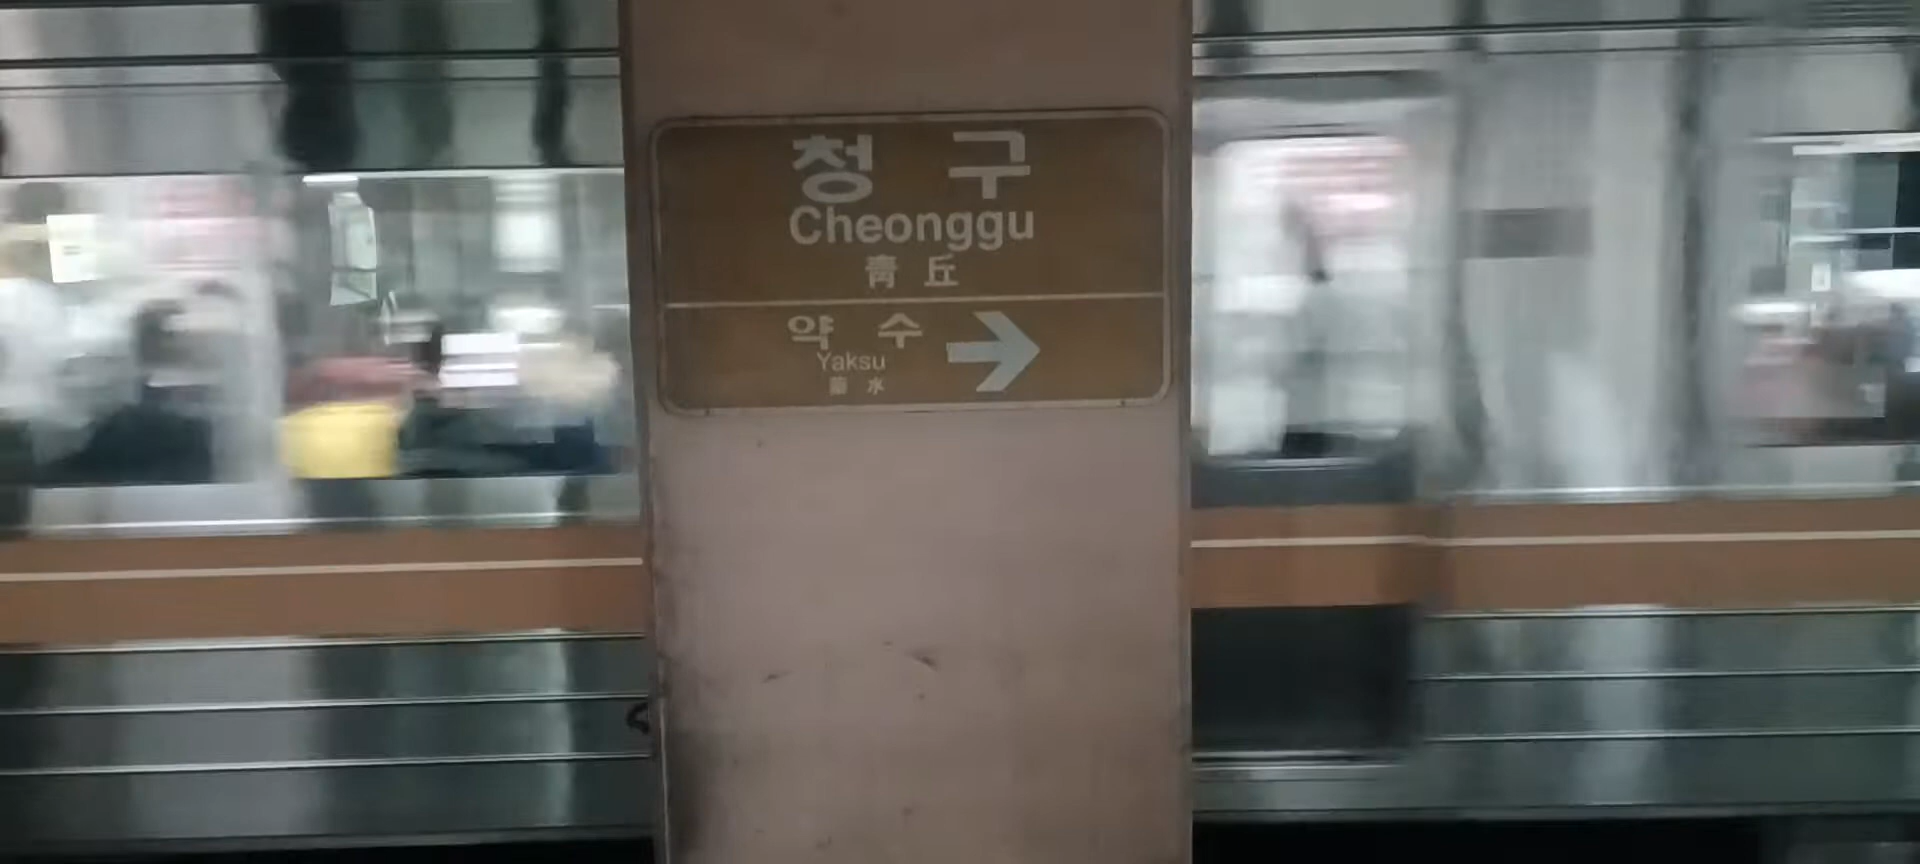 청 구
Cheonggu
靑 丘
약 수
Yaksu
藥 水